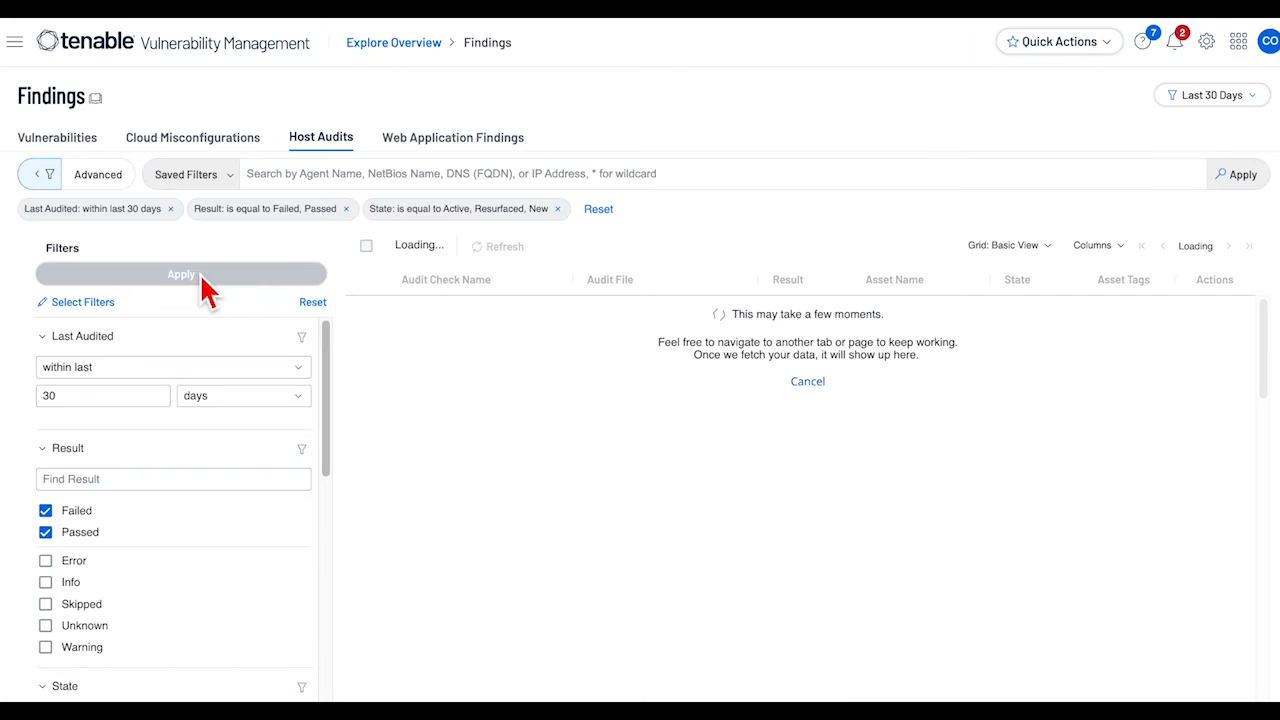 tenable Vulnerability Management
Explore Overview > Findings
Quick Actions
7
2
CO
Findings
Last 30 Days
Vulnerabilities
Cloud Misconfigurations
Host Audits
Web Application Findings
Advanced
Saved Filters
Search by Agent Name, NetBios Name, DNS (FQDN), or IP Address, * for wildcard
Apply
Last Audited: within last 30 days ×
Result: is equal to Failed, Passed ×
State: is equal to Active, Resurfaced, New ×
Reset
Filters
Apply
Select Filters
Reset
Last Audited
within last
30
days
Result
Find Result
Failed
Passed
Error
Info
Skipped
Unknown
Warning
State
Loading...
Refresh
Grid: Basic View
Columns
Loading
Audit Check Name
Audit File
Result
Asset Name
State
Asset Tags
Actions
This may take a few moments.
Feel free to navigate to another tab or page to keep working.
Once we fetch your data, it will show up here.
Cancel